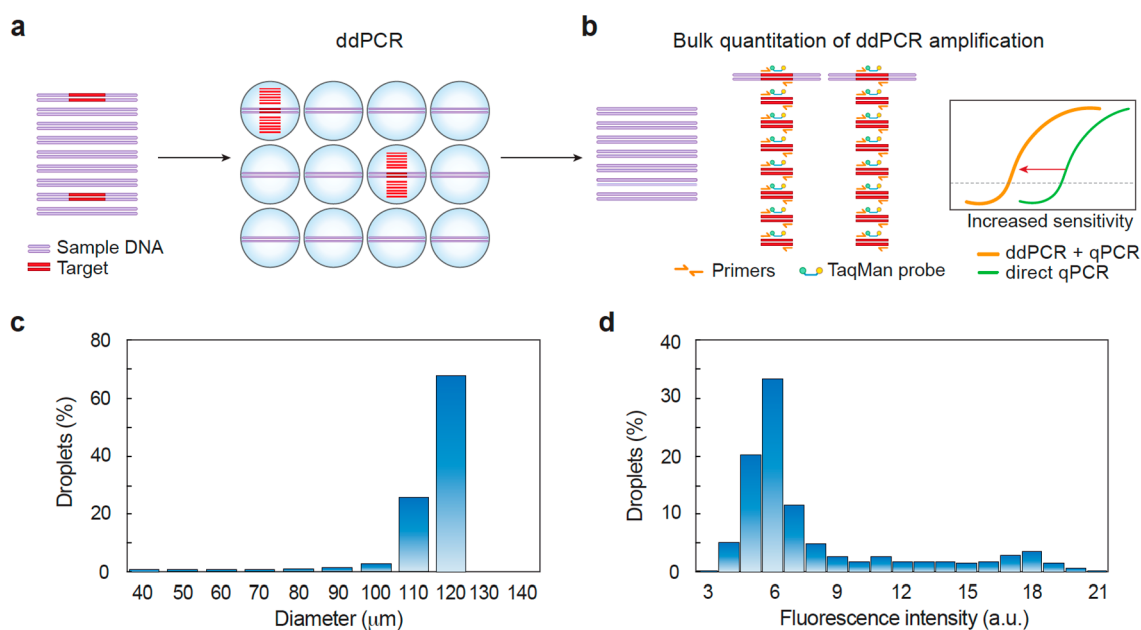 a
ddPCR
Sample DNA
Target
b
Bulk quantitation of ddPCR amplification
Increased sensitivity
Primers
TaqMan probe
ddPCR + qPCR
direct qPCR
c
80
60
40
20
0
Droplets (%)
40 50 60 70 80 90 100 110 120 130 140
Diameter (μm)
d
40
30
20
10
0
Droplets (%)
3 6 9 12 15 18 21
Fluorescence intensity (a.u.)